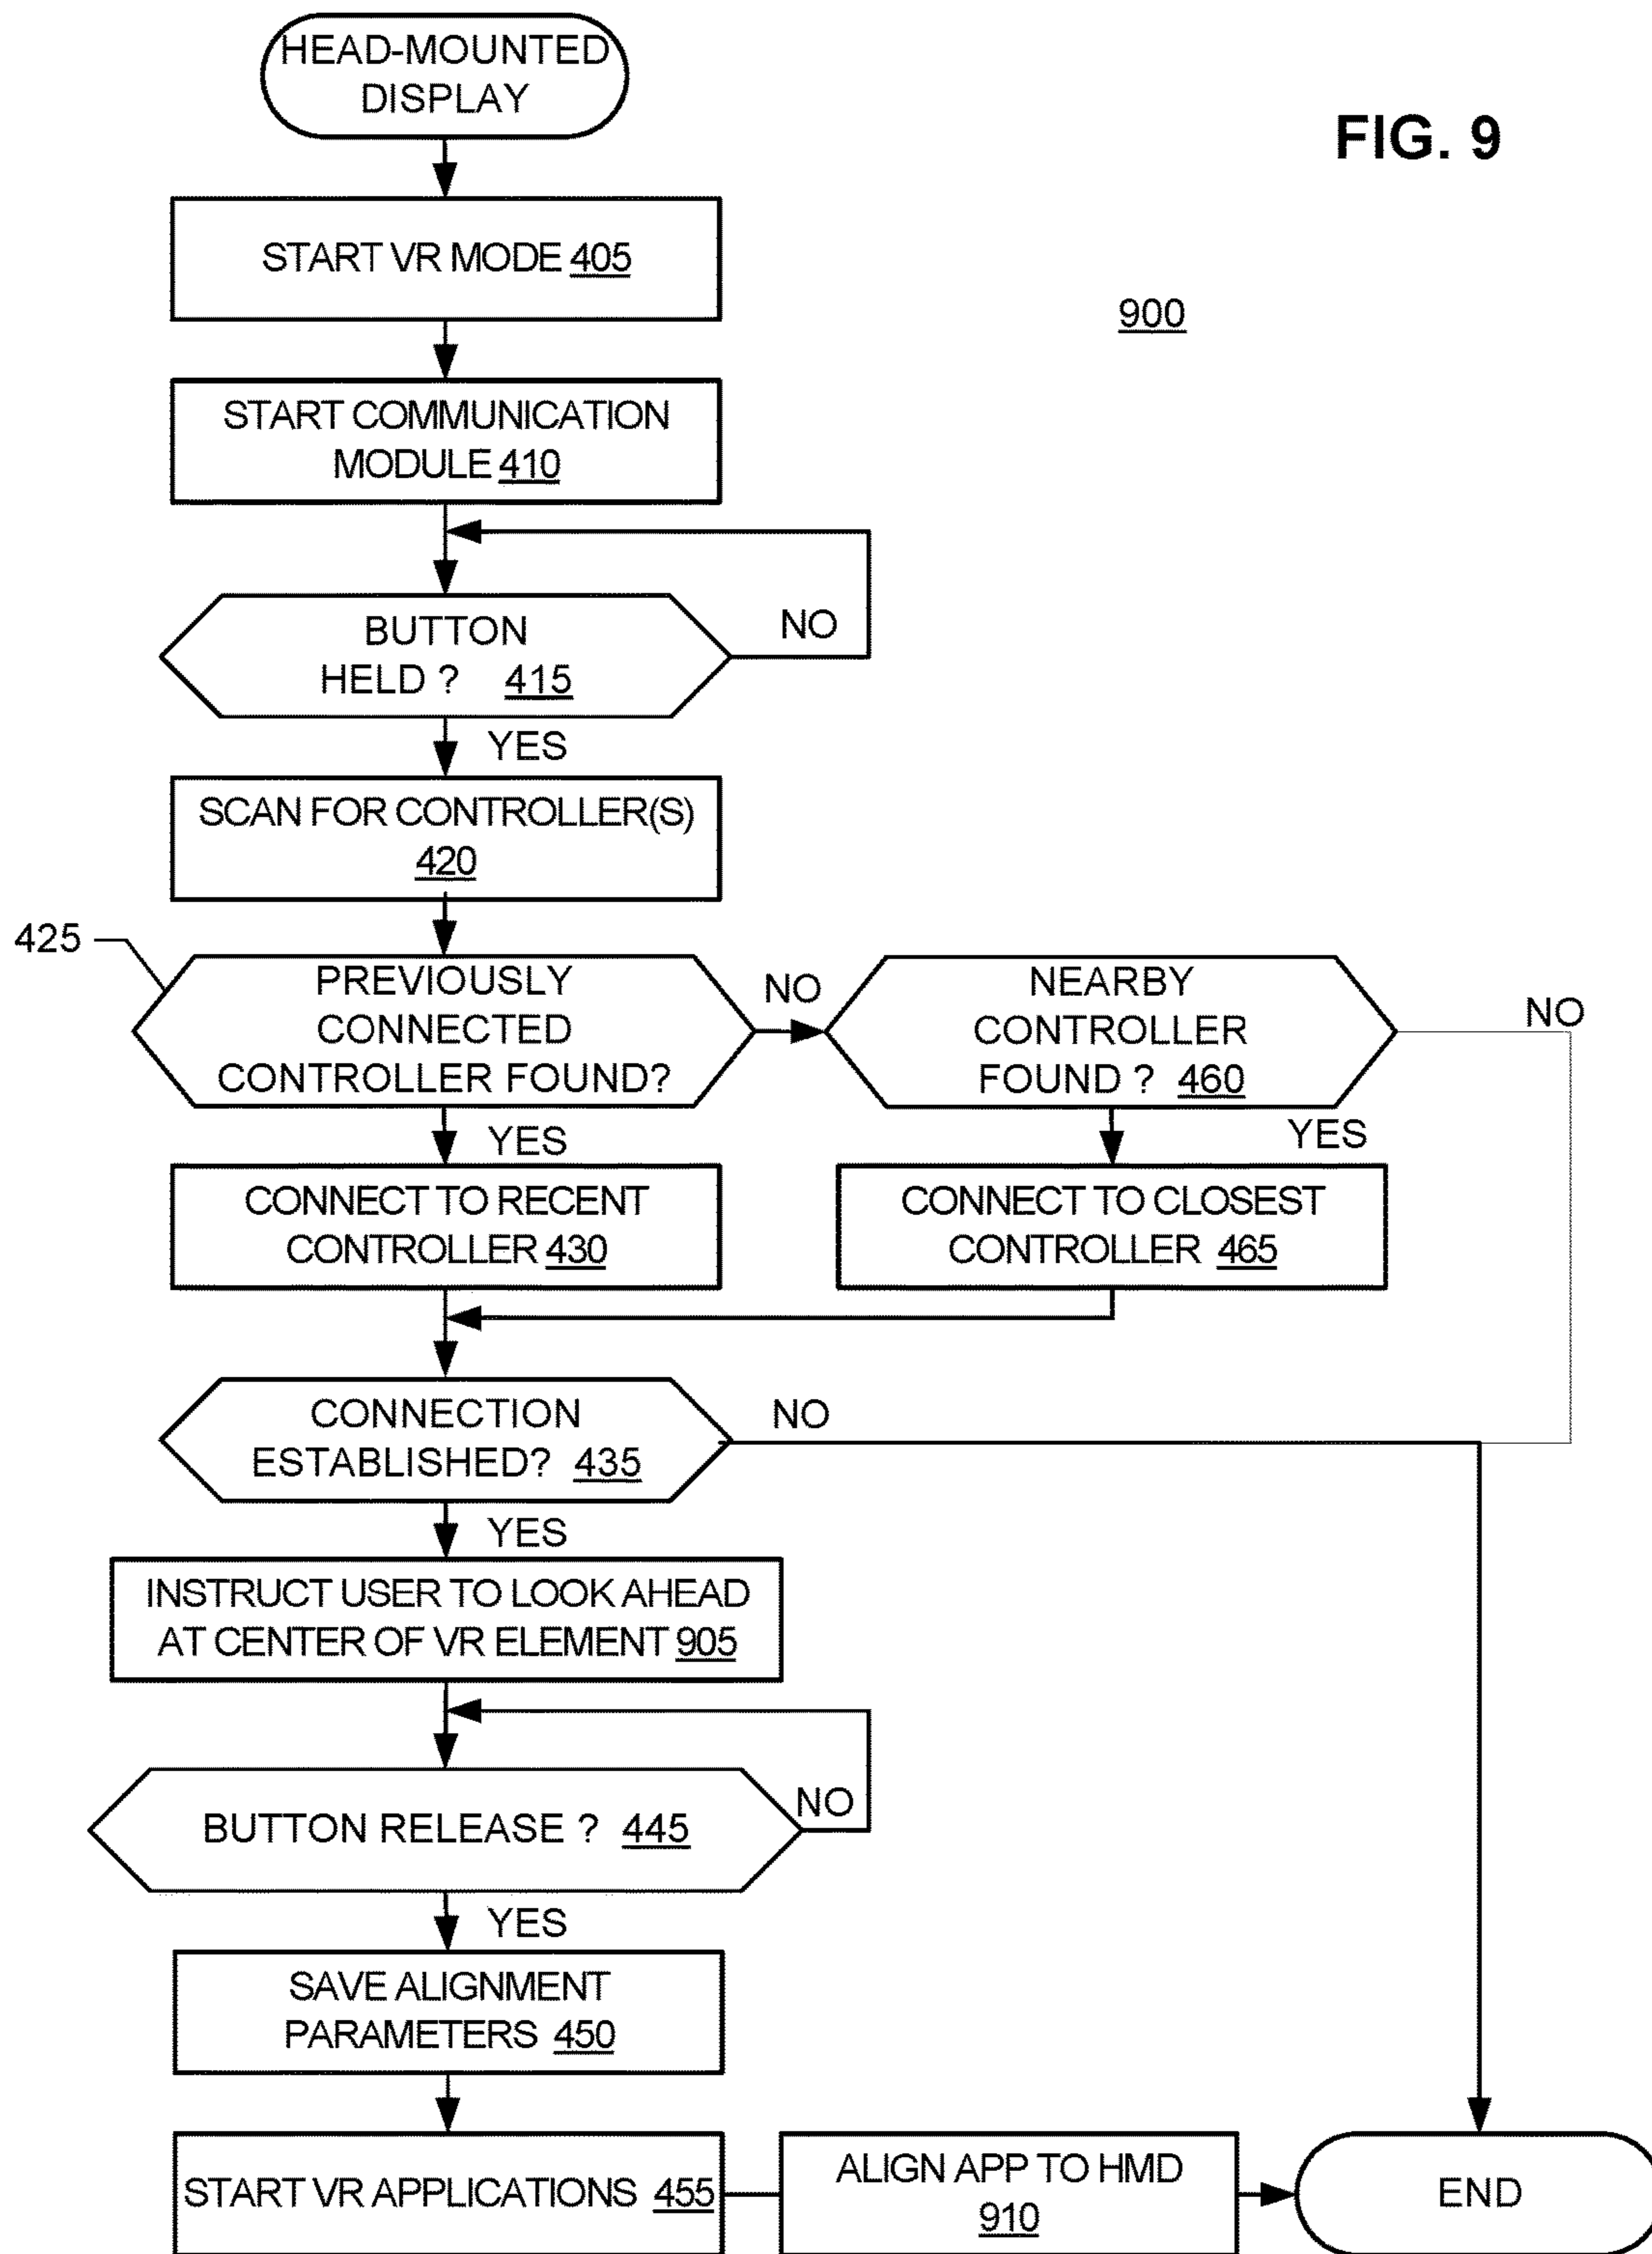 HEAD-MOUNTED
DISPLAY
FIG. 9
START VR MODE 405
900
START COMMUNICATION
MODULE 410
BUTTON
HELD ? 415
NO
YES
SCAN FOR CONTROLLER(S)
420
425
PREVIOUSLY
CONNECTED
CONTROLLER FOUND?
NO
NEARBY
CONTROLLER
FOUND ? 460
NO
YES
YES
CONNECT TO RECENT
CONTROLLER 430
CONNECT TO CLOSEST
CONTROLLER 465
CONNECTION
ESTABLISHED? 435
NO
YES
INSTRUCT USER TO LOOK AHEAD
AT CENTER OF VR ELEMENT 905
BUTTON RELEASE ? 445
NO
YES
SAVE ALIGNMENT
PARAMETERS 450
START VR APPLICATIONS 455
ALIGN APP TO HMD
910
END